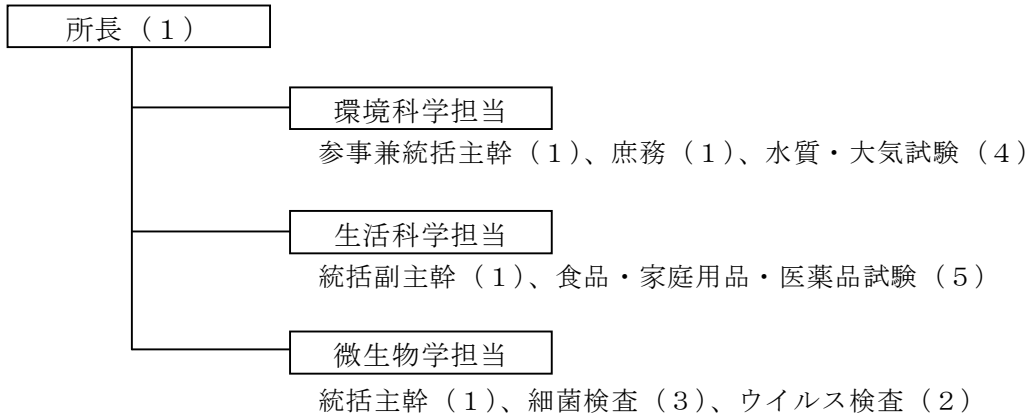 所長（１）
環境科学担当
参事兼統括主幹（１）、庶務（１）、水質・大気試験（４）
生活科学担当
統括副主幹（１）、食品・家庭用品・医薬品試験（５）
微生物学担当
統括主幹（１）、細菌検査（３）、ウイルス検査（２）